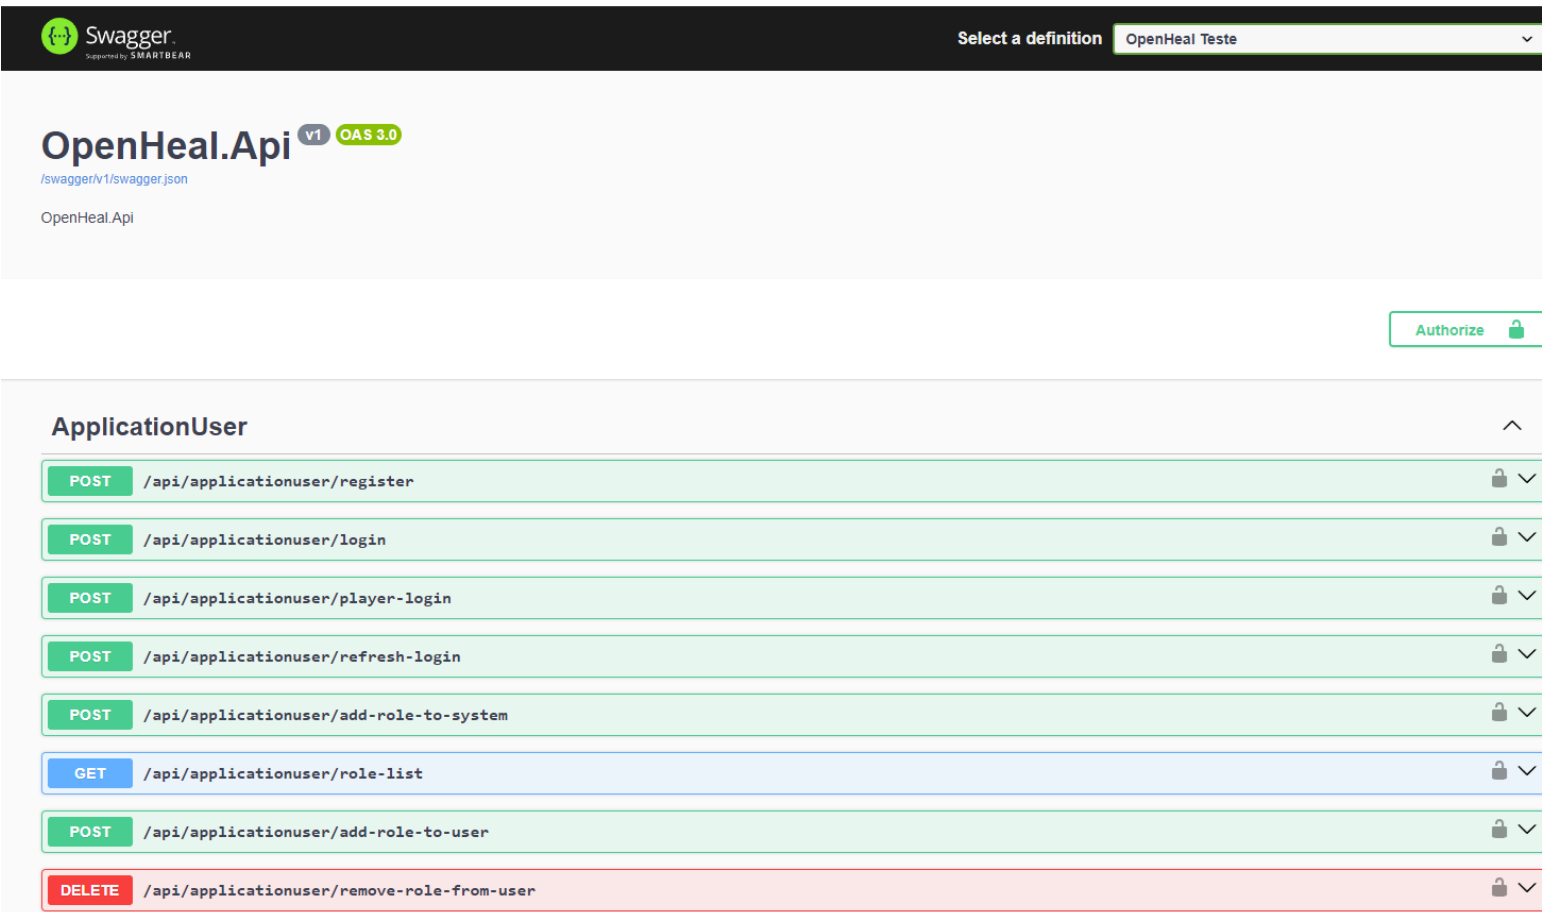 {···} Swagger.
Supported by SMARTBEAR
Select a definition
OpenHeal Teste
OpenHeal.Api v1 OAS 3.0
/swagger/v1/swagger.json
OpenHeal.Api
Authorize
ApplicationUser
POST /api/applicationuser/register
POST /api/applicationuser/login
POST /api/applicationuser/player-login
POST /api/applicationuser/refresh-login
POST /api/applicationuser/add-role-to-system
GET /api/applicationuser/role-list
POST /api/applicationuser/add-role-to-user
DELETE /api/applicationuser/remove-role-from-user